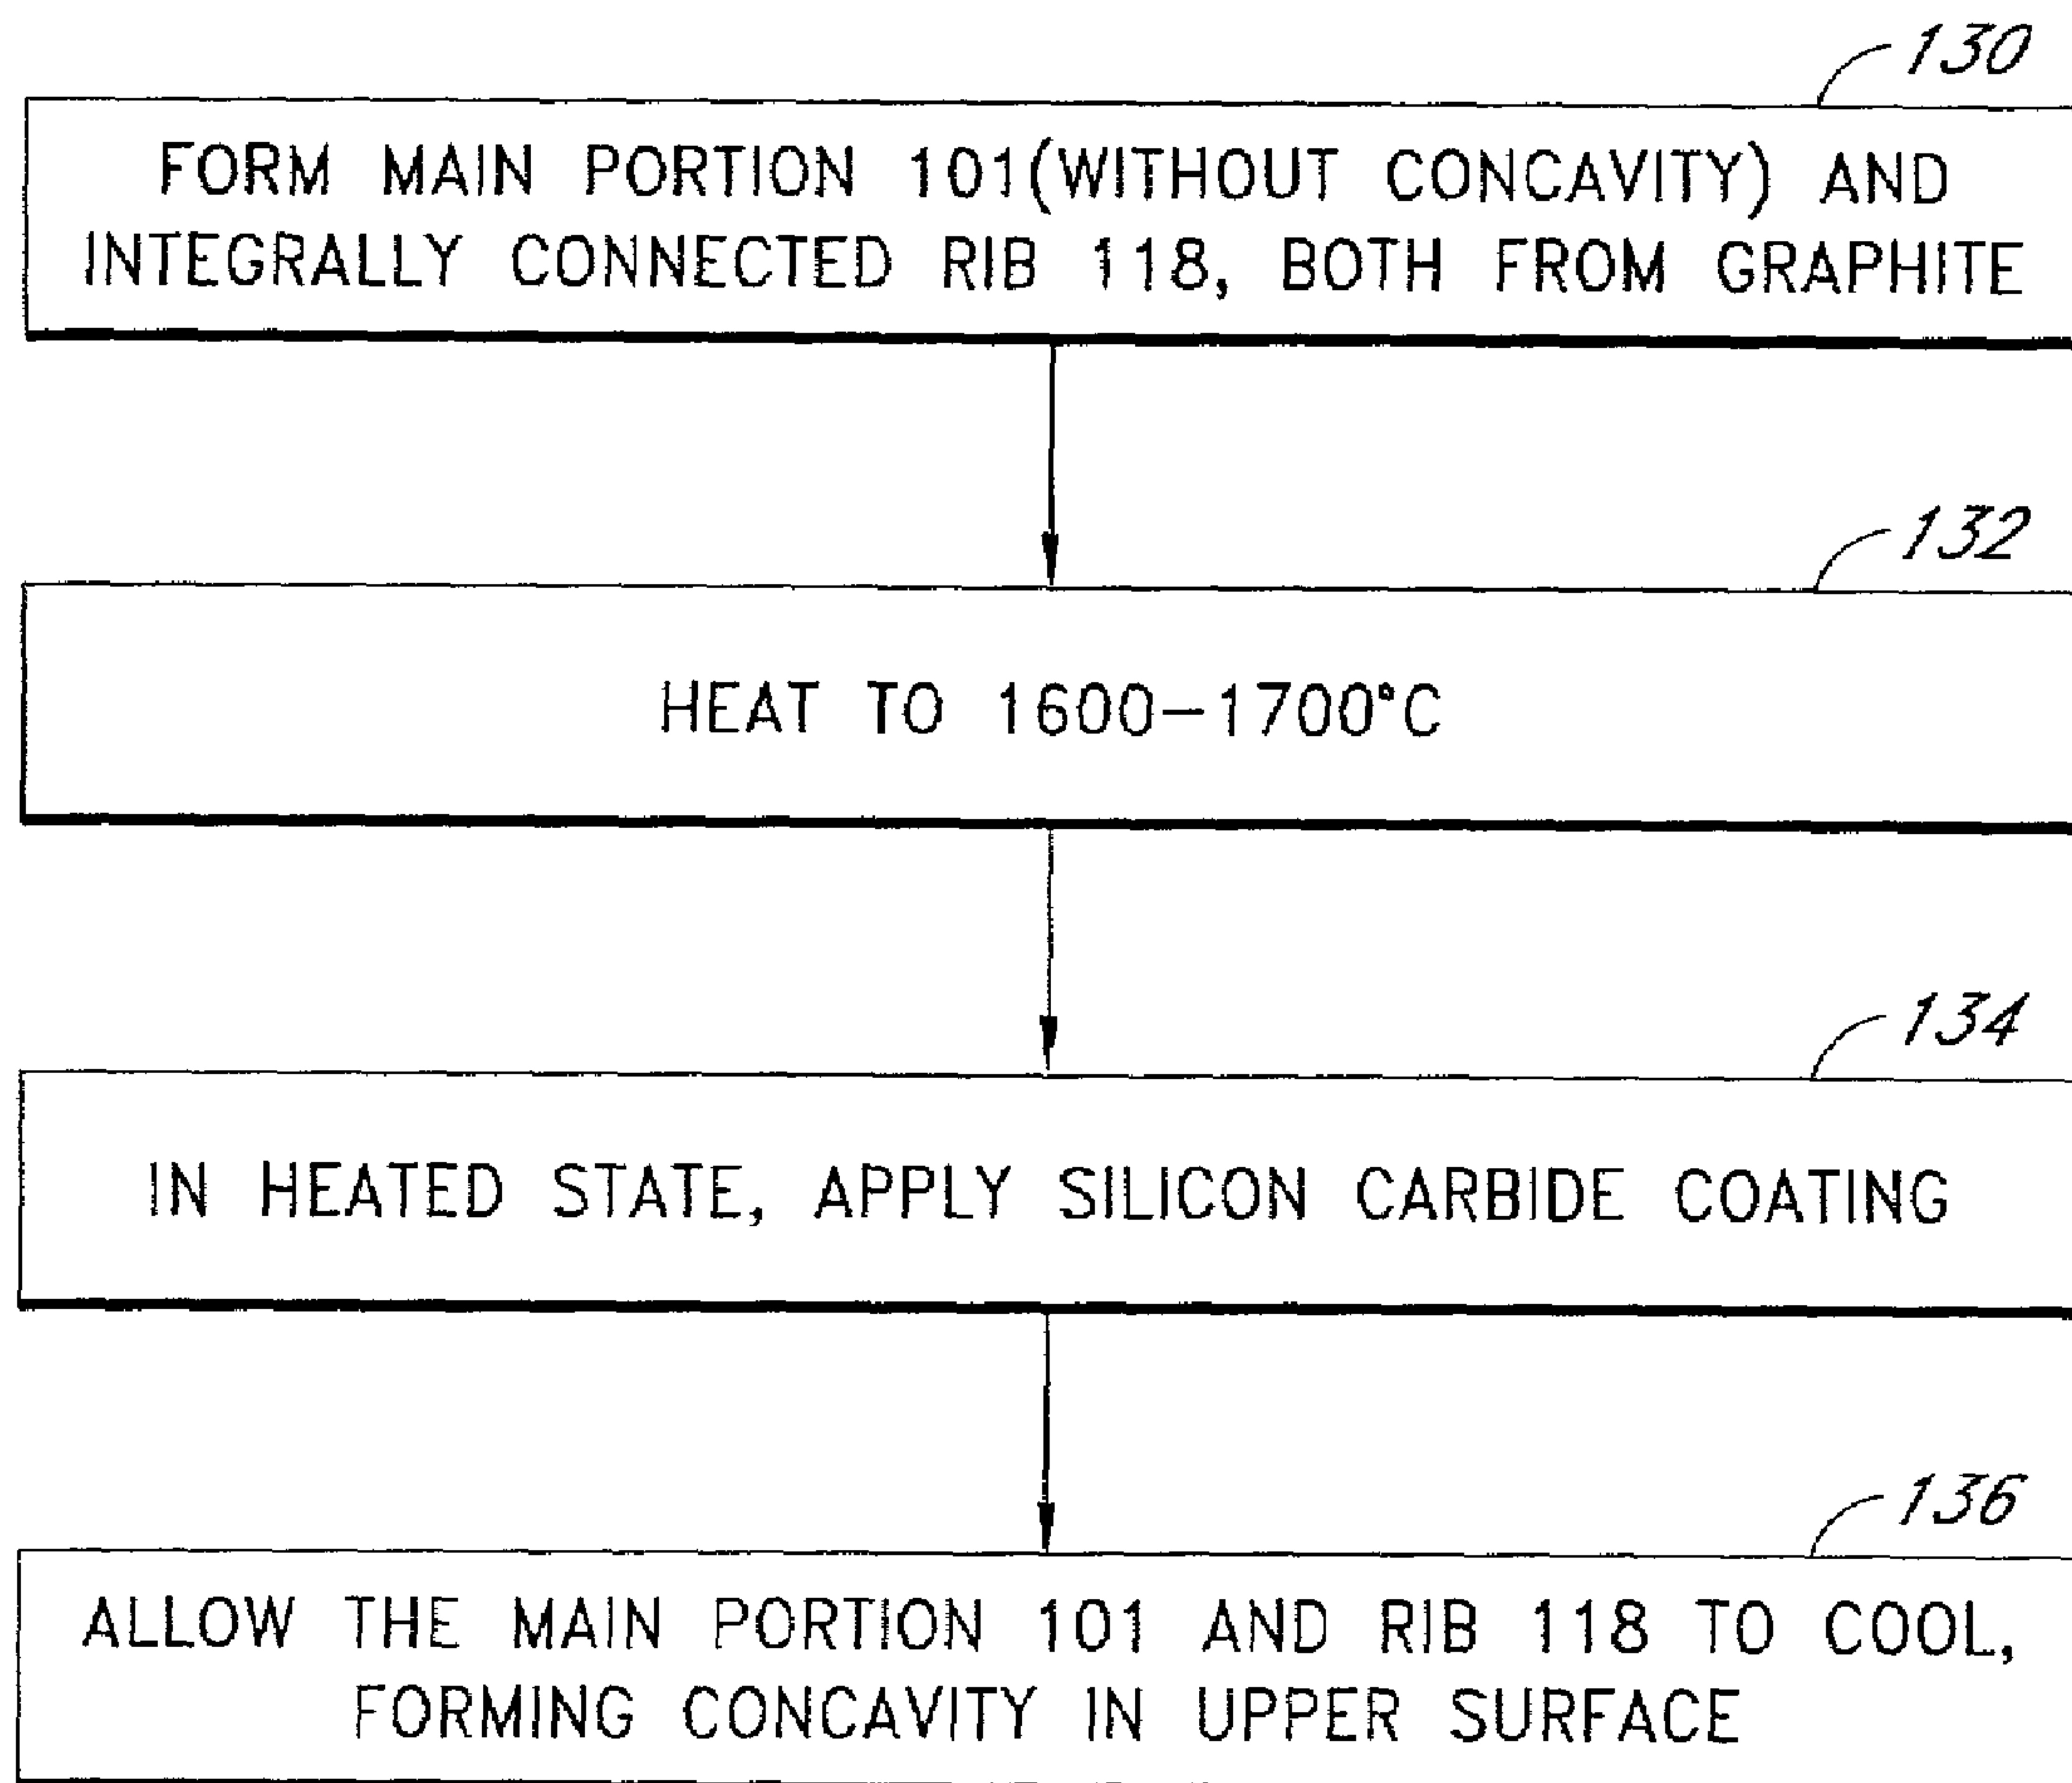 130
FORM MAIN PORTION 101(WITHOUT CONCAVITY) AND
INTEGRALLY CONNECTED RIB 118, BOTH FROM GRAPHITE
132
HEAT TO 1600-1700°C
134
IN HEATED STATE, APPLY SILICON CARBIDE COATING
136
ALLOW THE MAIN PORTION 101 AND RIB 118 TO COOL,
FORMING CONCAVITY IN UPPER SURFACE